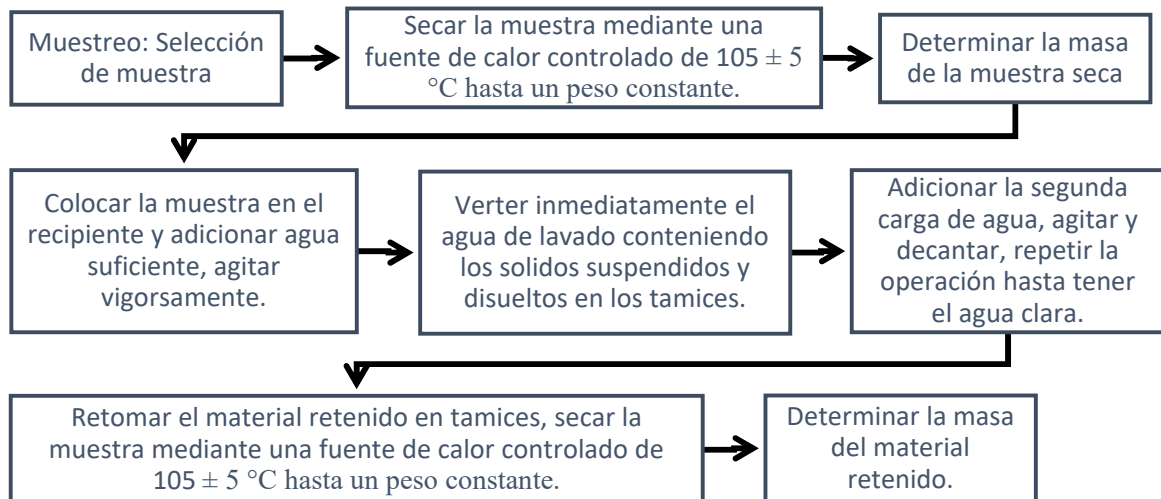 Muestreo: Selección
de muestra
Secar la muestra mediante una
fuente de calor controlado de 105 ± 5
°C hasta un peso constante.
Determinar la masa
de la muestra seca
Colocar la muestra en el
recipiente y adicionar agua
suficiente, agitar
vigorsamente.
Verter inmediatamente el
agua de lavado conteniendo
los solidos suspendidos y
disueltos en los tamices.
Adicionar la segunda
carga de agua, agitar y
decantar, repetir la
operación hasta tener
el agua clara.
Retomar el material retenido en tamices, secar la
muestra mediante una fuente de calor controlado de
105 ± 5 °C hasta un peso constante.
Determinar la masa
del material
retenido.